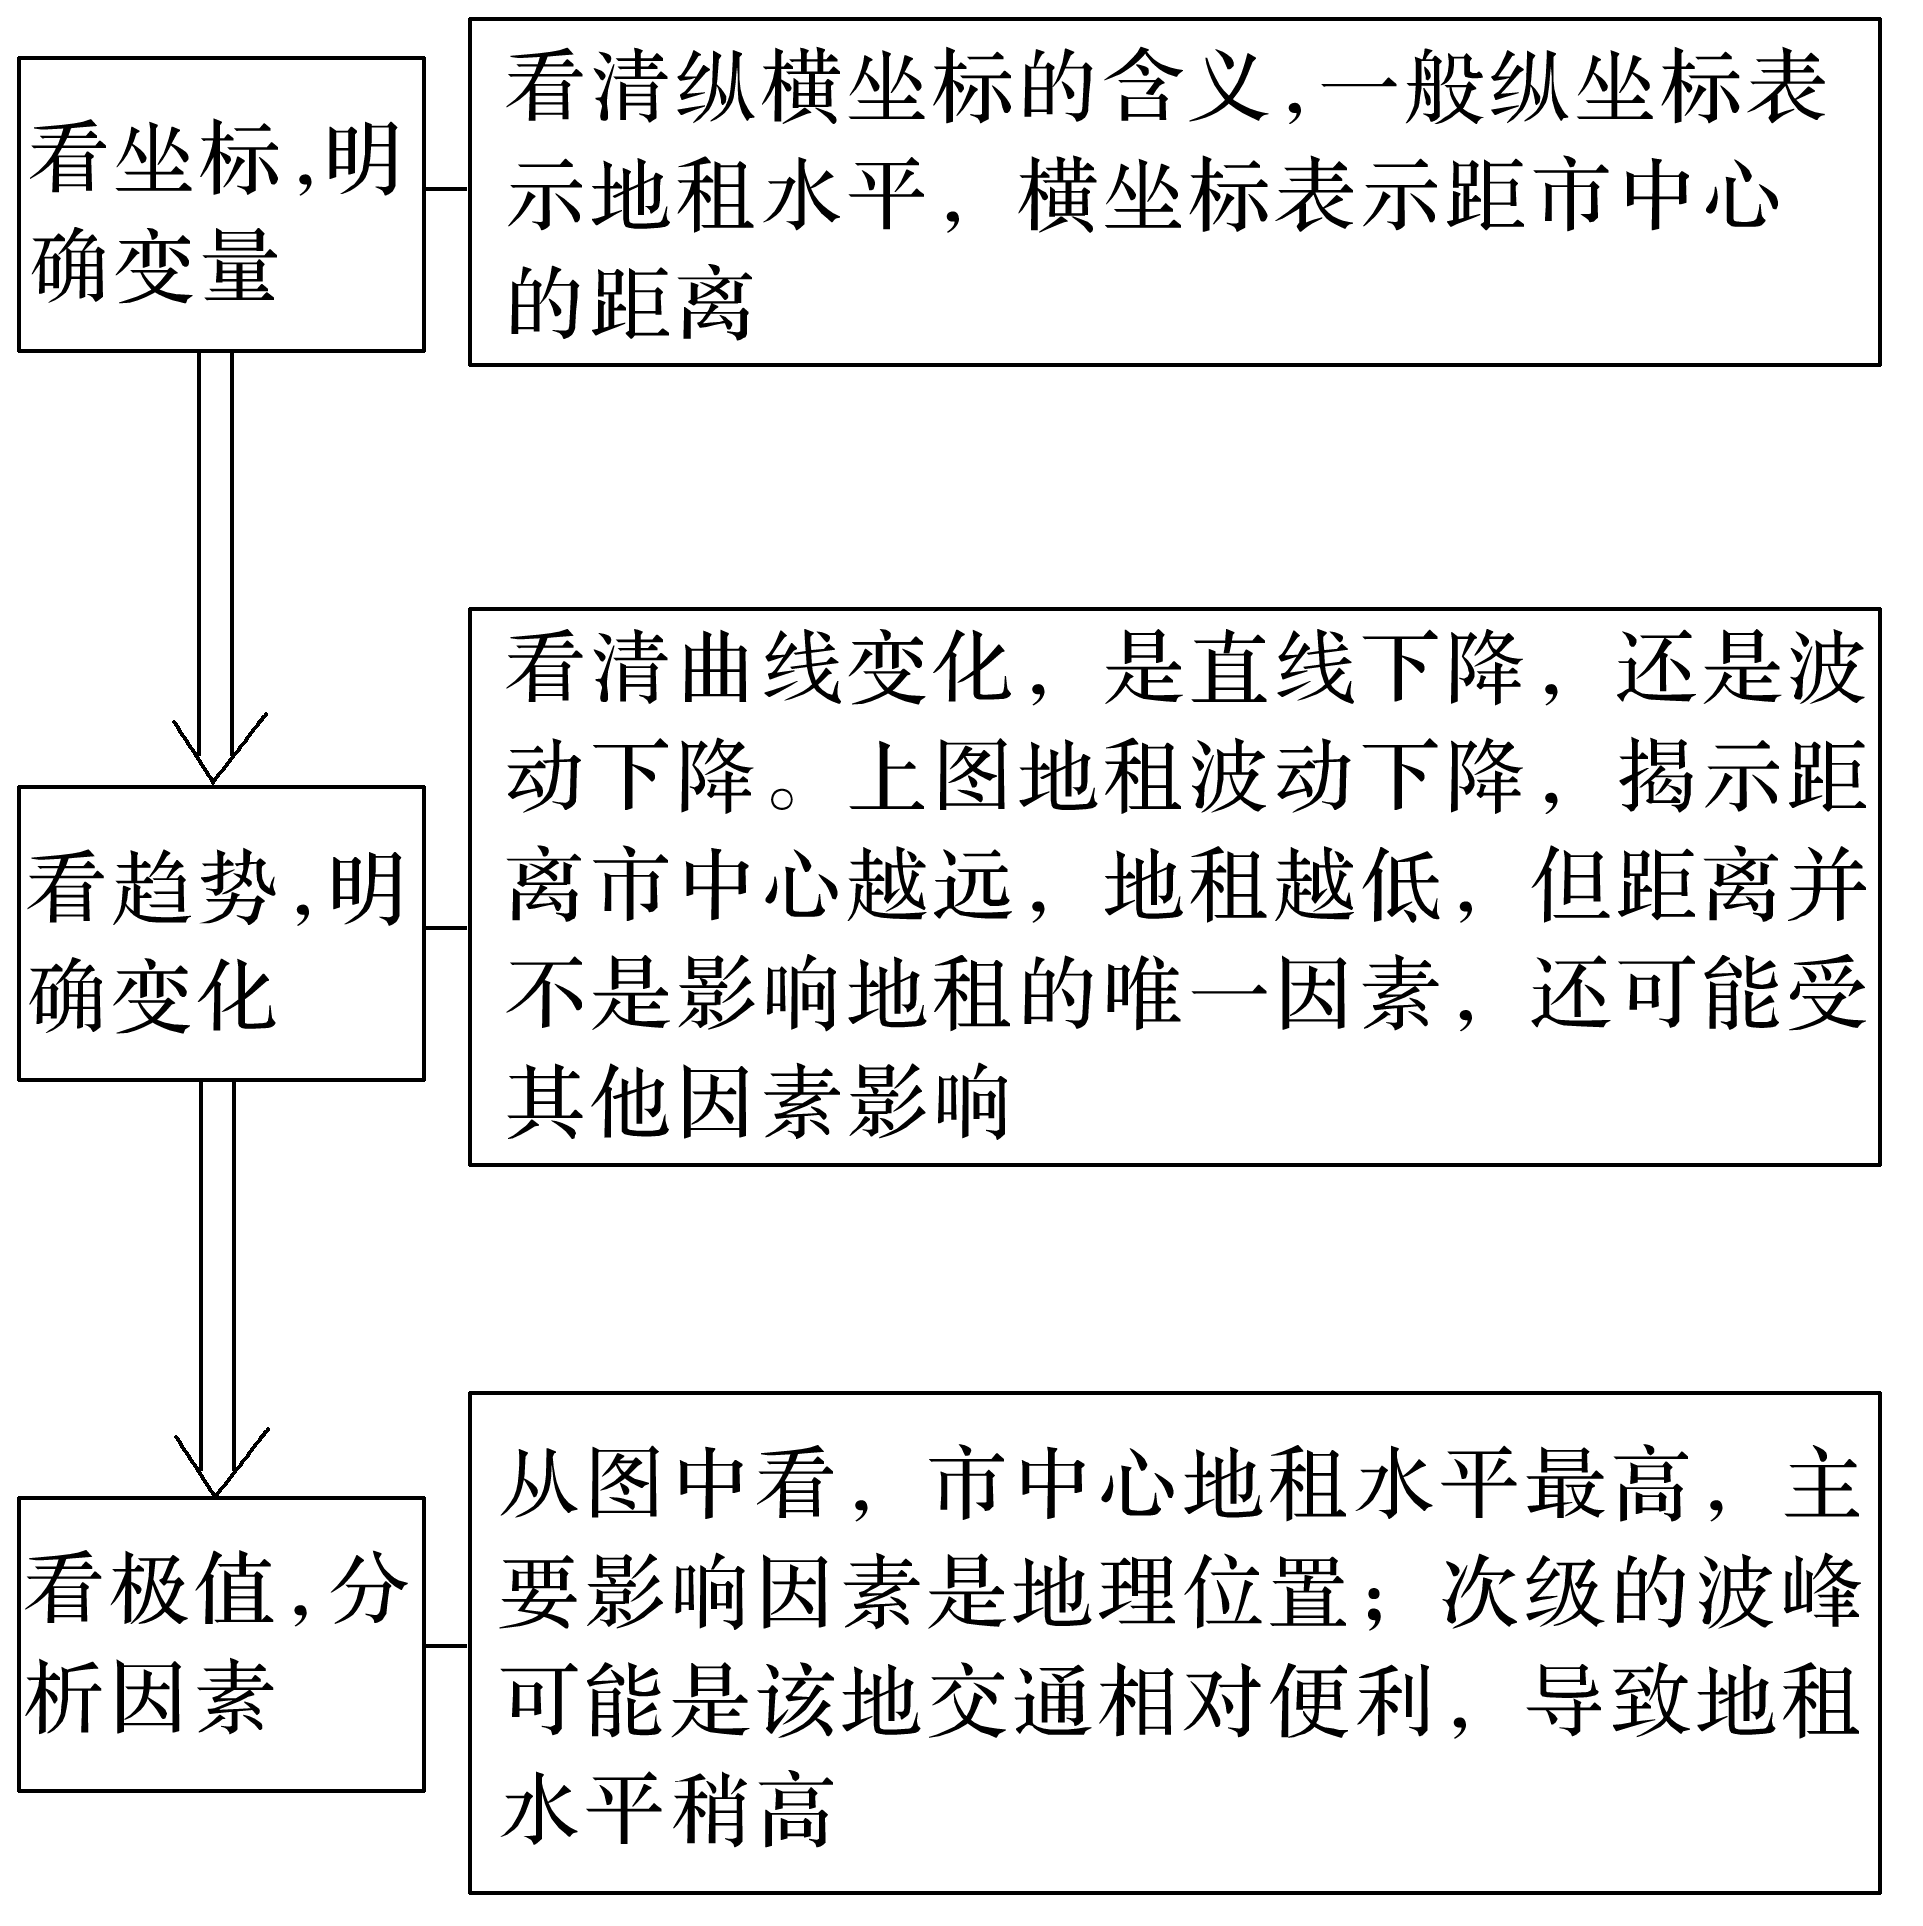 看坐标,明
确变量
看清纵横坐标的含义,一般纵坐标表
示地租水平，横坐标表示距市中心
的距离
看趋势,明
确变化
看清曲线变化，是直线下降，还是波
动下降。上图地租波动下降，揭示距
离市中心越远，地租越低，但距离并
不是影响地租的唯一因素，还可能受
其他因素影响
看极值,分
析因素
从图中看，市中心地租水平最高，主
要影响因素是地理位置；次级的波峰
可能是该地交通相对便利，导致地租
水平稍高